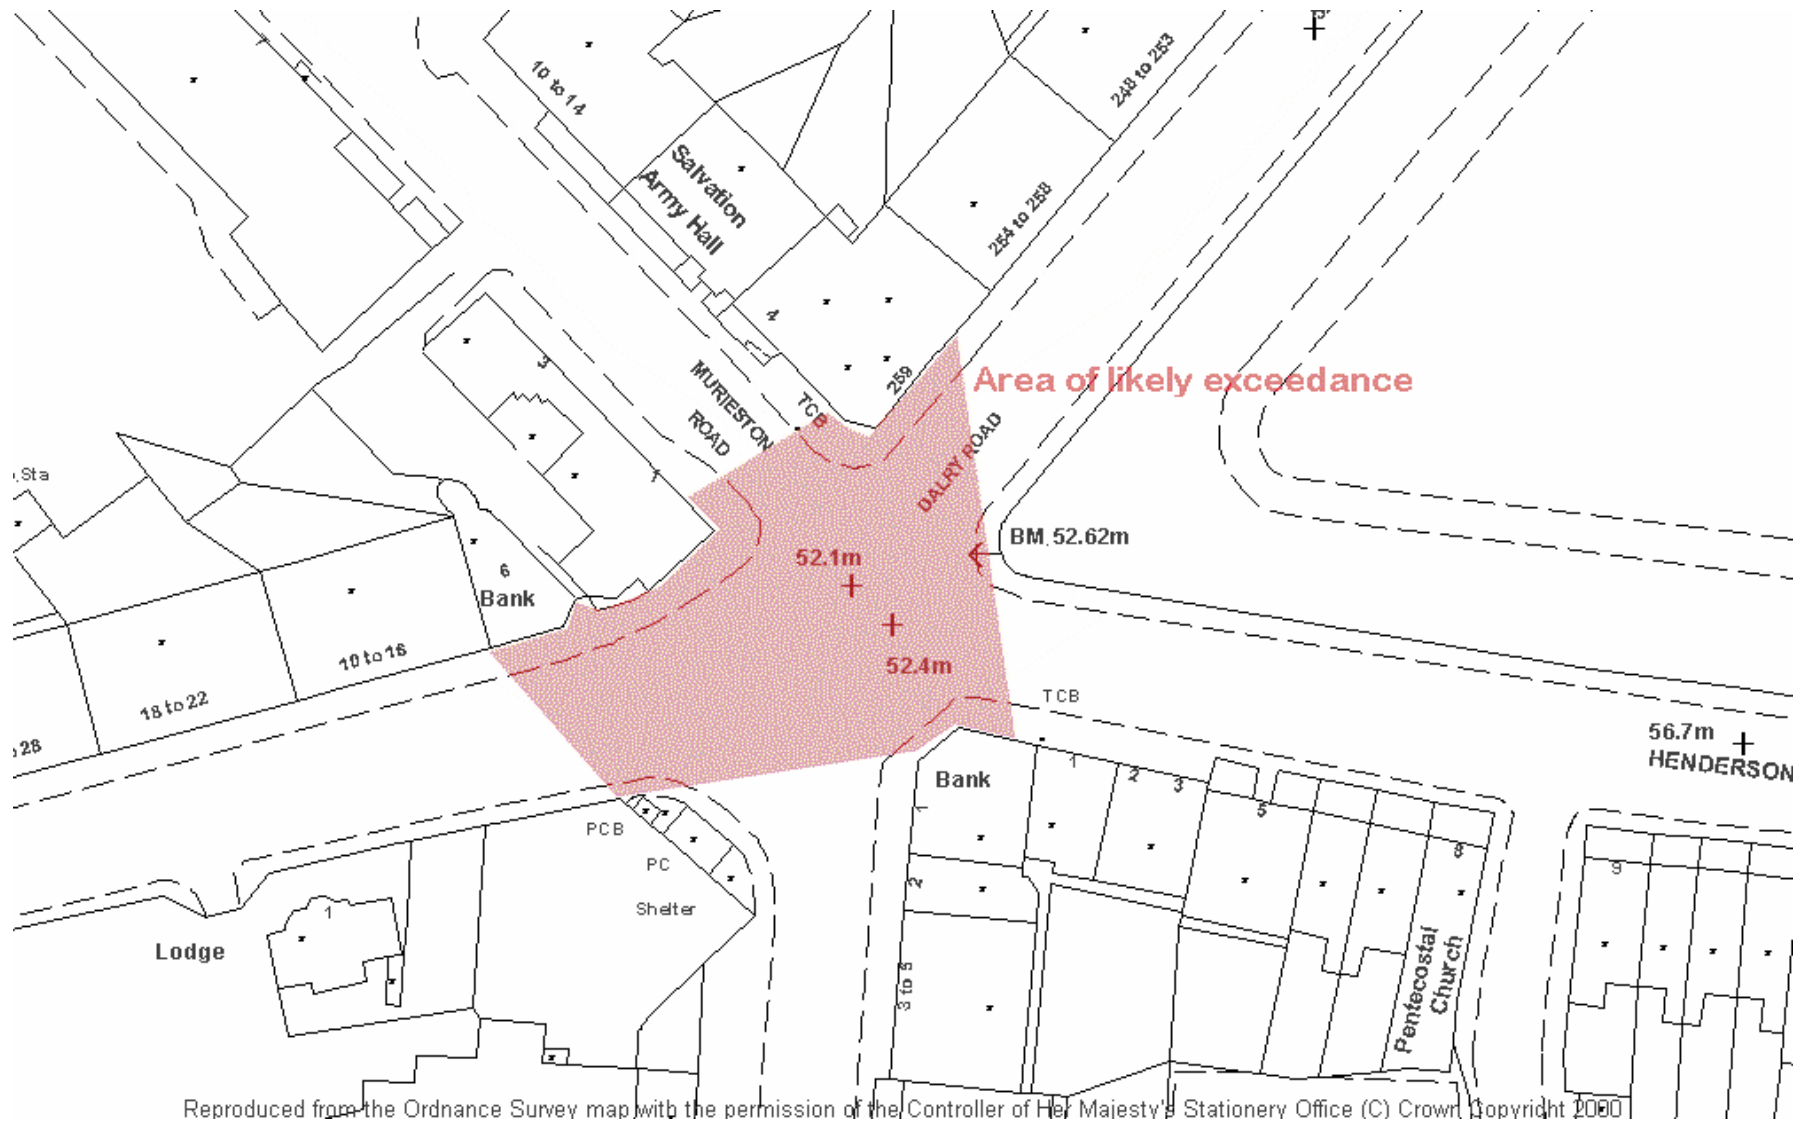 10 to 14
248 to 253
Salvation
Army Hall
254 to 258
4
3
259
Area of likely exceedance
MURIESTON
ROAD
TCB
DALRY ROAD
1
Sta
BM 52.62m
52.1m
6
Bank
52.4m
10 to 16
18 to 22
28
TCB
56.7m
HENDERSON
Bank
1
2
3
1
5
8
9
PCB
PC
2
Shelter
1
Lodge
3 to 5
Pentecostal
Church
Reproduced from the Ordnance Survey map with the permission of the Controller of Her Majesty's Stationery Office (C) Crown Copyright 2000